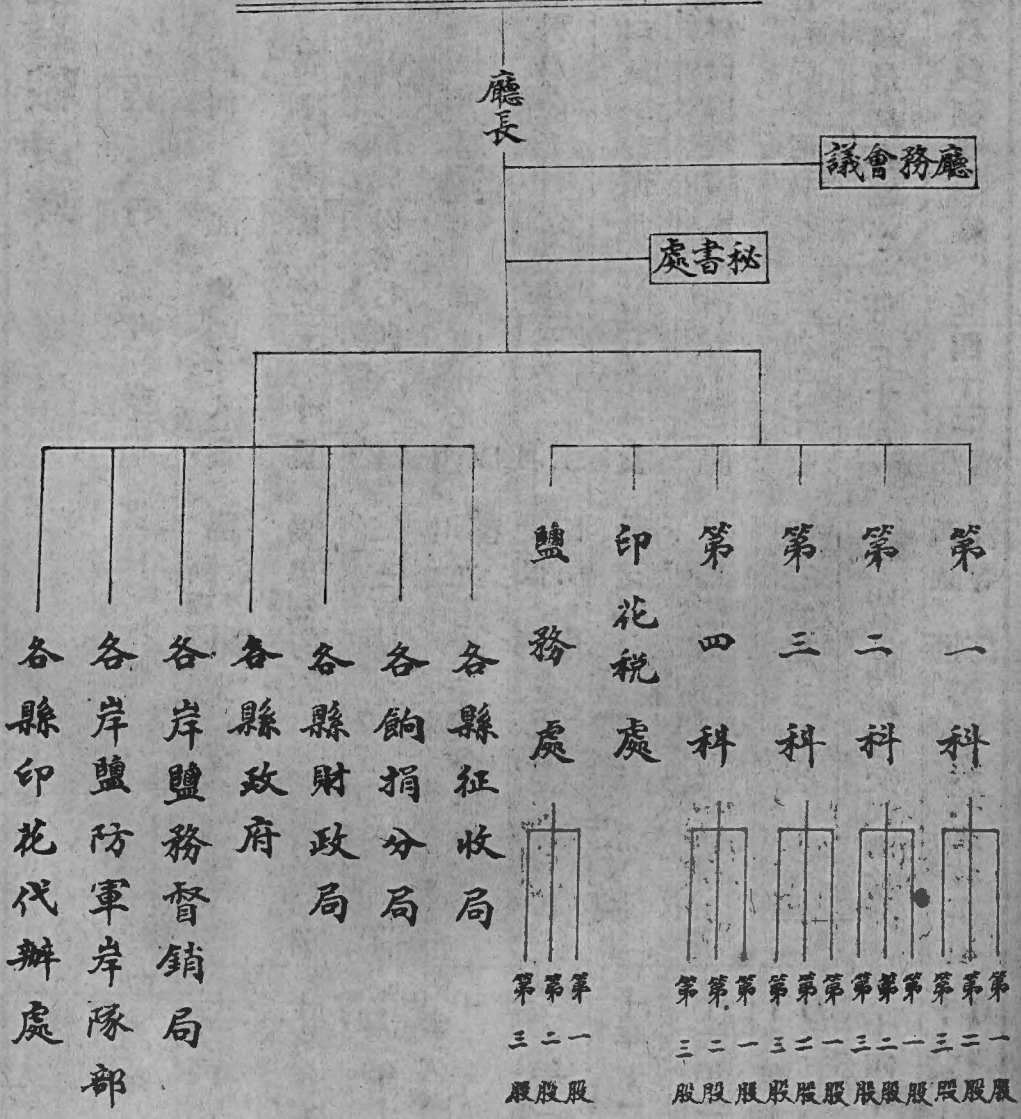 廳長
廳務會議
秘書處
第一科
第二科
第三科
第四科
印花稅處
鹽務處
第一股
第二股
第三股
第一股
第二股
第三股
第一股
第二股
第三股
第一股
第二股
第三股
第一股
第二股
第三股
各縣征收局
各餉捐分局
各縣財政局
各縣政府
各岸鹽務督銷局
各岸鹽防軍岸隊部
各縣印花代辦處